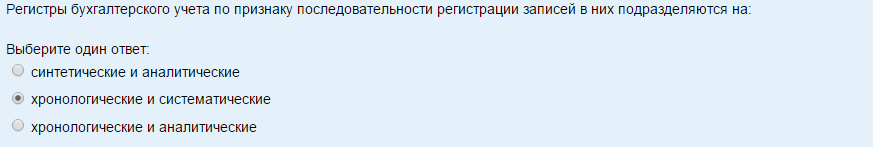 Регистры бухгалтерского учета по признаку последовательности регистрации записей в них подразделяются на:
Выберите один ответ:
синтетические и аналитические
хронологические и систематические
хронологические и аналитические